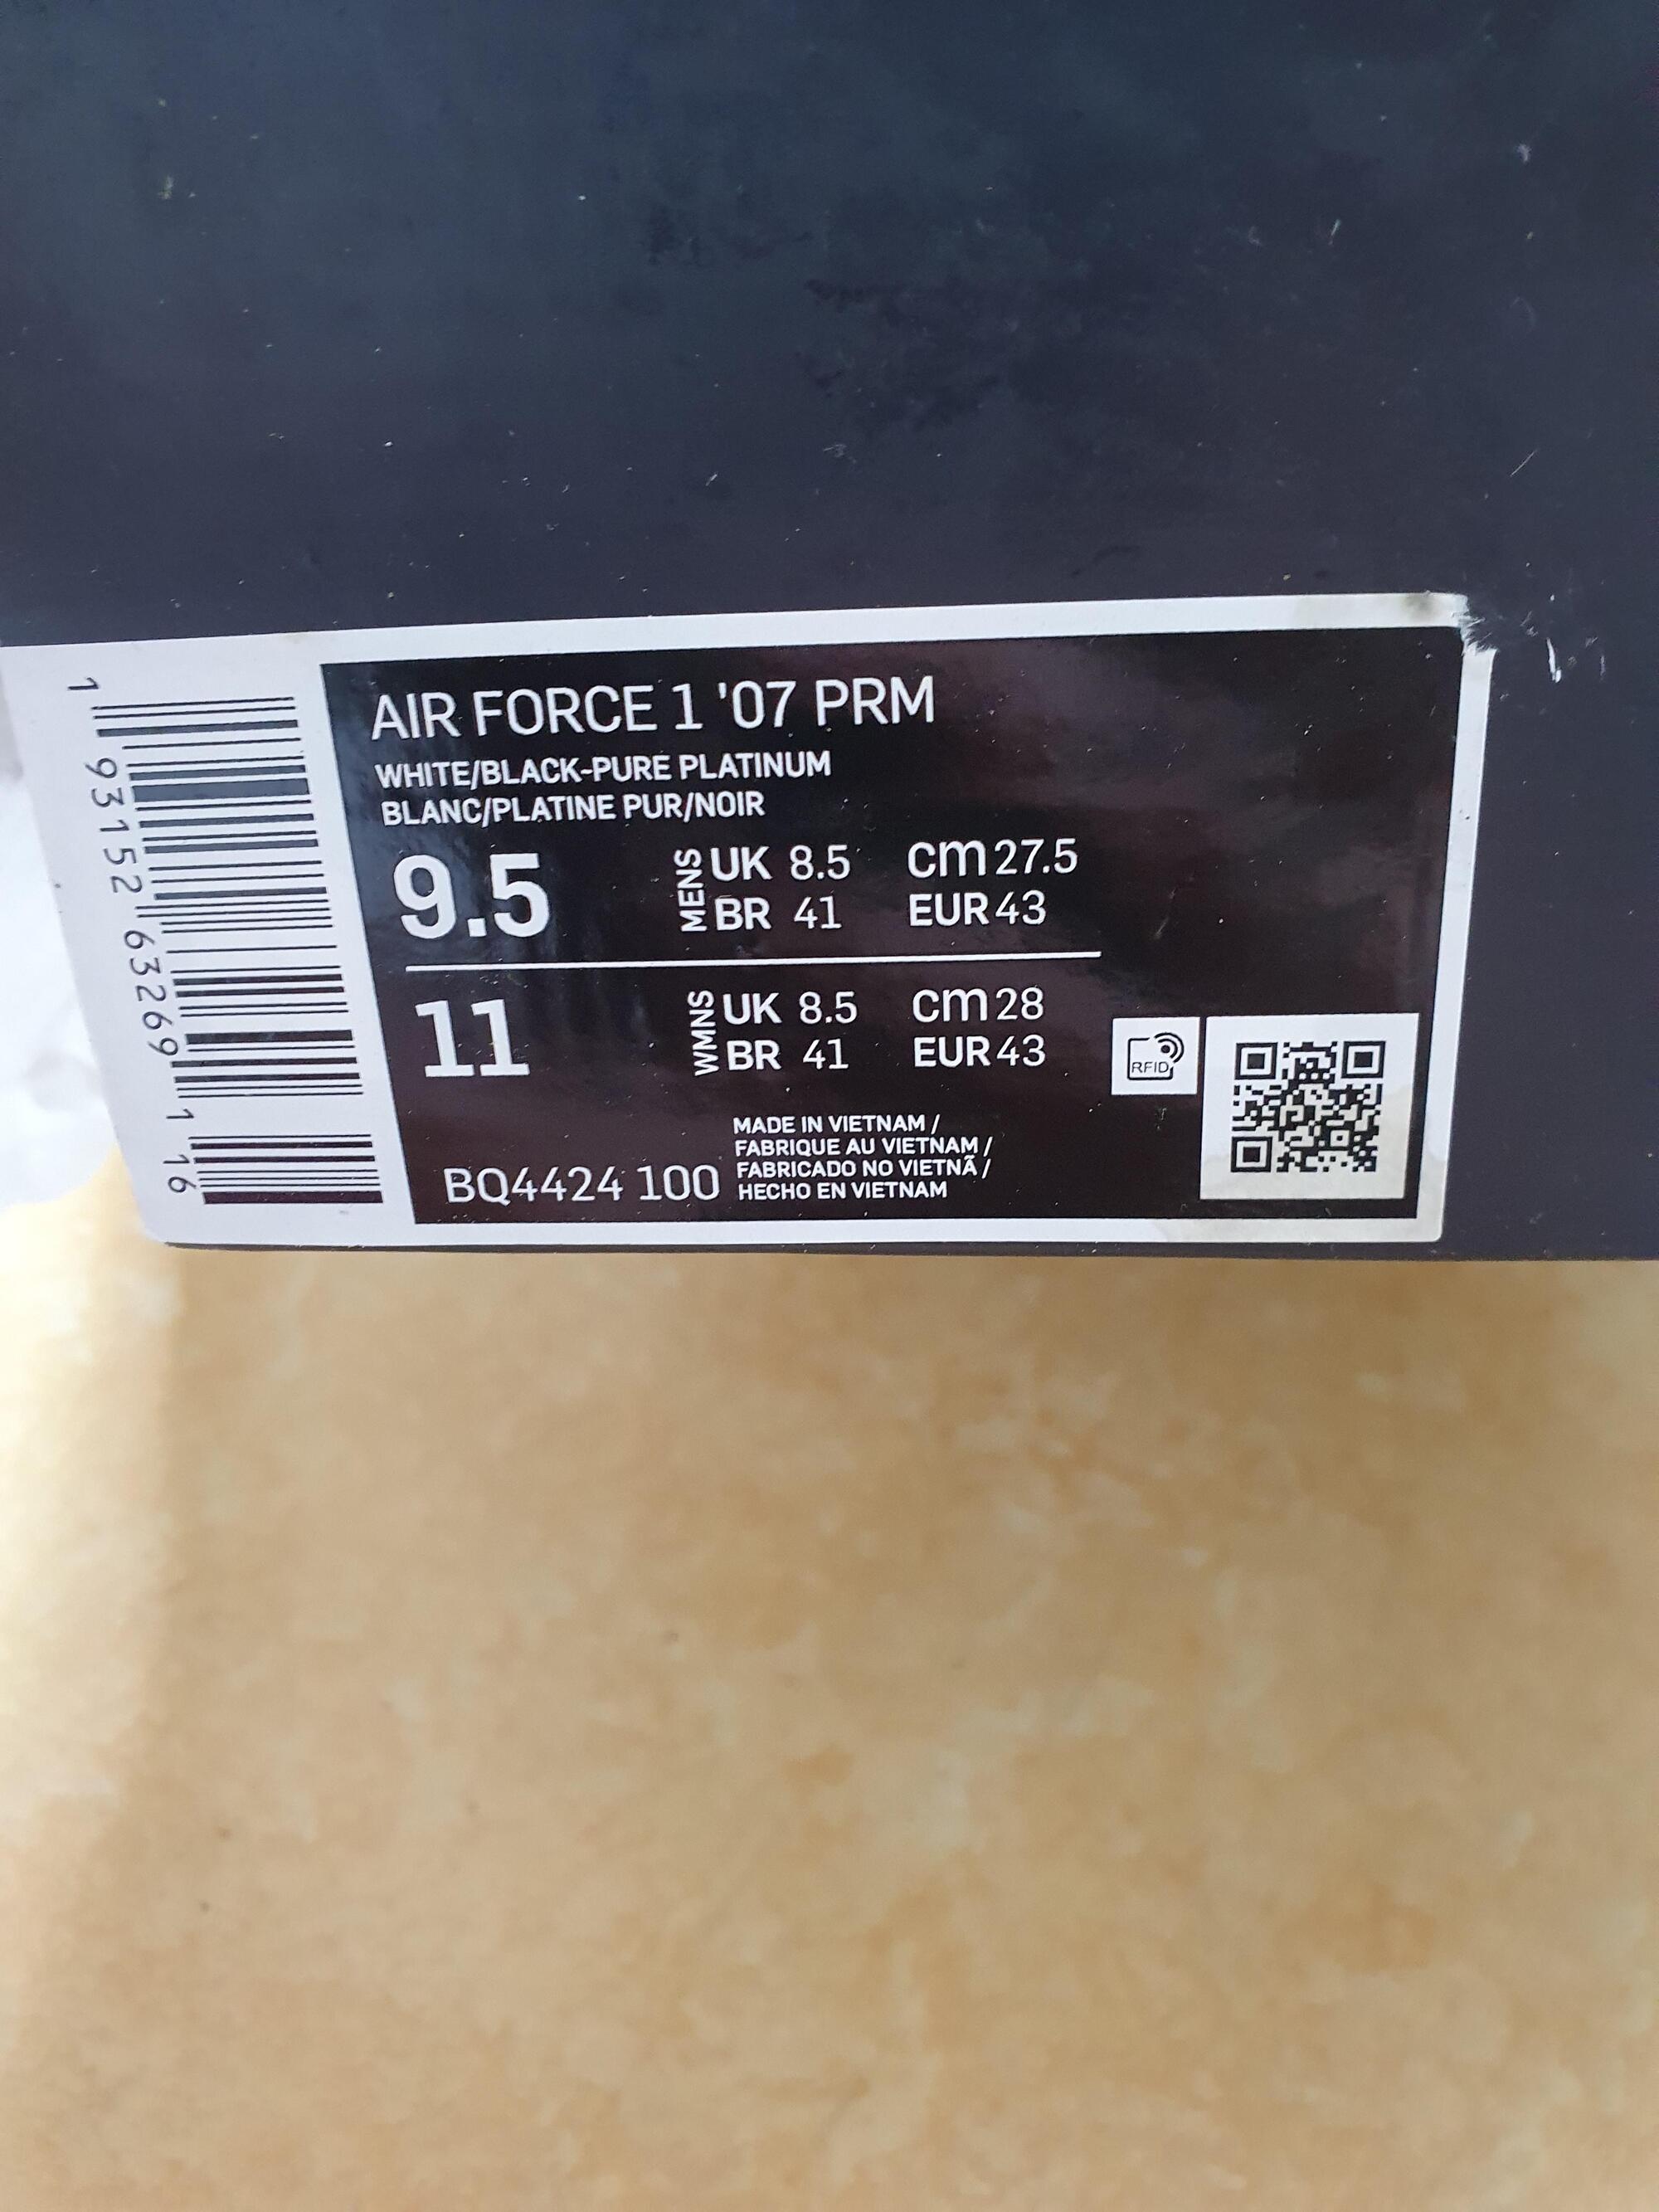 AIR FORCE 1 '07 PRM
WHITE/BLACK-PURE PLATINUM
BLANC/PLATINE PUR/NOIR
9.5 MENS UK 8.5 cm 27.5
BR 41 EUR 43
11 WMNS UK 8.5 cm 28
BR 41 EUR 43
MADE IN VIETNAM /
FABRIQUE AU VIETNAM /
FABRICADO NO VIETNÃ /
HECHO EN VIETNAM
BQ4424 100
RFID
1 93152 63269 1 16